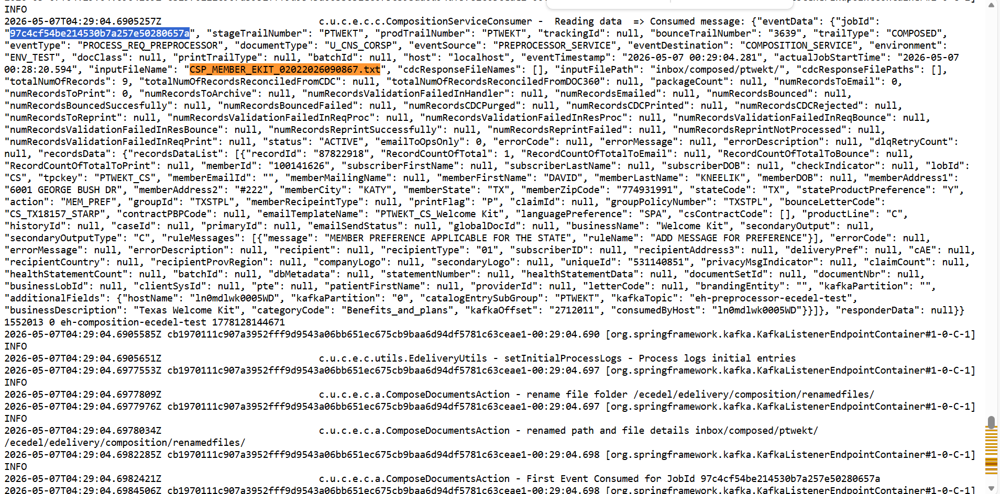 INFO
2026-05-07T04:29:04.6905257Z c.u.c.e.c.c.CompositionServiceConsumer - Reading data => Consumed message: {"eventData": {"jobId":
"97c4cf54be214530b7a257e50280657a", "stageTrailNumber": "PTWEKT", "prodTrailNumber": "PTWEKT", "trackingId": null, "bounceTrailNumber": "3639", "trailType": "COMPOSED",
"eventType": "PROCESS_REQ_PREPROCESSOR", "documentType": "U_CNS_CORSP", "eventSource": "PREPROCESSOR_SERVICE", "eventDestination": "COMPOSITION_SERVICE", "environment":
"ENV_TEST", "docClass": null, "printTrailType": null, "batchId": null, "host": "localhost", "eventTimestamp": "2026-05-07 00:29:04.281", "actualJobStartTime": "2026-05-07
00:28:20.594", "inputFileName": "CSP_MEMBER_EKIT_02022026090867.txt", "cdcResponseFileNames": [], "inputFilePath": "inbox/composed/ptwekt/", "cdcResponseFilePaths": [],
"totalNumOfRecords": 9, "totalNumOfRecordsReconciledFromCDC": null, "totalNumOfRecordsReconciledFromDOC360": null, "packageCount": null, "numRecordsToEmail": 0,
"numRecordsToPrint": 0, "numRecordsToArchive": null, "numRecordsValidationFailedInHandler": null, "numRecordsEmailed": null, "numRecordsBounced": null,
"numRecordsBouncedSuccesfully": null, "numRecordsBouncedFailed": null, "numRecordsCDCPurged": null, "numRecordsCDCPrinted": null, "numRecordsCDCRejected": null,
"numRecordsToReprint": null, "numRecordsValidationFailedInReqProc": null, "numRecordsValidationFailedInResProc": null, "numRecordsValidationFailedInReqBounce": null,
"numRecordsValidationFailedInResBounce": null, "numRecordsReprintSuccessfully": null, "numRecordsReprintFailed": null, "numRecordsReprintNotProcessed": null,
"numRecordsValidationFailedInReqPrint": null, "status": "ACTIVE", "emailToOpsOnly": 0, "errorCode": null, "errorMessage": null, "errorDescription": null, "dlqRetryCount":
null, "recordsData": {"recordsDataList": [{"recordId": "87822918", "RecordCountOfTotal": 1, "RecordCountOfTotalToEmail": null, "RecordCountOfTotalToBounce": null,
"RecordCountOfTotalToPrint": null, "memberId": "100141626", "subscriberFirstName": null, "subscriberLastName": null, "subscriberDOB": null, "checkIndicator": null, "lobId":
"CS", "tpckey": "PTWEKT_CS", "memberEmailId": "", "memberMailingName": null, "memberFirstName": "DAVID", "memberLastName": "KNEELIK", "memberDOB": null, "memberAddress1":
"6001 GEORGE BUSH DR", "memberAddress2": "#222", "memberCity": "KATY", "memberState": "TX", "memberZipCode": "774931991", "stateCode": "TX", "stateProductPreference": "Y",
"action": "MEM_PREF", "groupId": "TXSTPL", "memberRecipeintType": null, "printFlag": "P", "claimId": null, "groupPolicyNumber": "TXSTPL", "bounceLetterCode":
"CS_TX18157_STARP", "contractPBPCode": null, "emailTemplateName": "PTWEKT_CS_Welcome Kit", "languagePreference": "SPA", "csContractCode": [], "productLine": "C",
"historyId": null, "caseId": null, "primaryId": null, "emailSendStatus": null, "globalDocId": null, "businessName": "Welcome Kit", "secondaryOutput": null,
"secondaryOutputType": "C", "ruleMessages": [{"message": "MEMBER PREFERENCE APPLICABLE FOR THE STATE", "ruleName": "ADD MESSAGE FOR PREFERENCE"}], "errorCode": null,
"errorMessage": null, "errorDescription": null, "recipient": null, "recipientType": "01", "subscriberID": null, "recipientAddress3": null, "deliveryPref": null, "cAE": null,
"recipientCountry": null, "recipientProvRegion": null, "companyLogo": null, "secondaryLogo": null, "uniqueId": "531140851", "privacyMsgIndicator": null, "claimCount": null,
"healthStatementCount": null, "batchId": null, "dbMetadata": null, "statementNumber": null, "healthStatementData": null, "documentSetId": null, "documentNbr": null,
"businessLobId": null, "clientSysId": null, "pte": null, "patientFirstName": null, "providerId": null, "letterCode": null, "brandingEntity": "", "kafkaPartition": "",
"additionalFields": {"hostName": "ln0mdlwk0005WD", "kafkaPartition": "0", "catalogEntrySubGroup": "PTWEKT", "kafkaTopic": "eh-preprocessor-ecedel-test",
"businessDescription": "Texas Welcome Kit", "categoryCode": "Benefits_and_plans", "kafkaOffset": "2712011", "consumedByHost": "ln0mdlwk0005WD"}}]}, "responderData": null}}
1552013 0 eh-composition-ecedel-test 1778128144671
2026-05-07T04:29:04.6905585Z cb1970111c907a3952fff9d9543a06bb651ec675cb9baa6d94df5781c63ceae1-00:29:04.690 [org.springframework.kafka.KafkaListenerEndpointContainer#1-0-C-1]
INFO
2026-05-07T04:29:04.6905651Z c.u.c.e.c.utils.EdeliveryUtils - setInitialProcessLogs - Process logs initial entries
2026-05-07T04:29:04.6977553Z cb1970111c907a3952fff9d9543a06bb651ec675cb9baa6d94df5781c63ceae1-00:29:04.697 [org.springframework.kafka.KafkaListenerEndpointContainer#1-0-C-1]
INFO
2026-05-07T04:29:04.6977809Z c.u.c.e.c.a.ComposeDocumentsAction - rename file folder /ecedel/edelivery/composition/renamedfiles/
2026-05-07T04:29:04.6977976Z cb1970111c907a3952fff9d9543a06bb651ec675cb9baa6d94df5781c63ceae1-00:29:04.697 [org.springframework.kafka.KafkaListenerEndpointContainer#1-0-C-1]
INFO
2026-05-07T04:29:04.6978034Z c.u.c.e.c.a.ComposeDocumentsAction - renamed path and file details inbox/composed/ptwekt/
/ecedel/edelivery/composition/renamedfiles/
2026-05-07T04:29:04.6982285Z cb1970111c907a3952fff9d9543a06bb651ec675cb9baa6d94df5781c63ceae1-00:29:04.698 [org.springframework.kafka.KafkaListenerEndpointContainer#1-0-C-1]
INFO
2026-05-07T04:29:04.6982421Z c.u.c.e.c.a.ComposeDocumentsAction - First Event Consumed for JobId 97c4cf54be214530b7a257e50280657a
2026-05-07T04:29:04.6984506Z cb1970111c907a3952fff9d9543a06bb651ec675cb9baa6d94df5781c63ceae1-00:29:04.698 [org.springframework.kafka.KafkaListenerEndpointContainer#1-0-C-1]